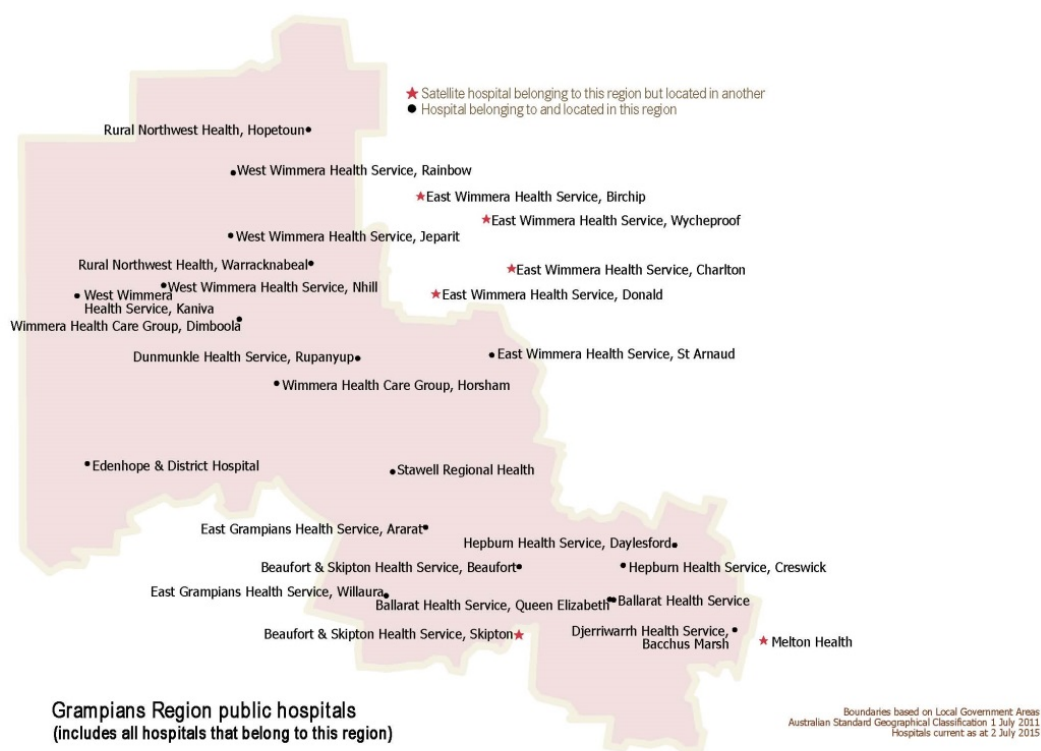 Satellite hospital belonging to this region but located in another
Hospital belonging to and located in this region
Rural Northwest Health, Hopetoun
West Wimmera Health Service, Rainbow
East Wimmera Health Service, Birchip
East Wimmera Health Service, Wycheproof
West Wimmera Health Service, Jeparit
Rural Northwest Health, Warracknabeal
East Wimmera Health Service, Charlton
West Wimmera Health Service, Nhill
West Wimmera
Health Service, Kaniva
East Wimmera Health Service, Donald
Wimmera Health Care Group, Dimboola
Dunmunkle Health Service, Rupanyup
East Wimmera Health Service, St Arnaud
Wimmera Health Care Group, Horsham
Edenhope & District Hospital
Stawell Regional Health
East Grampians Health Service, Ararat
Hepburn Health Service, Daylesford
Beaufort & Skipton Health Service, Beaufort
Hepburn Health Service, Creswick
East Grampians Health Service, Willaura
Ballarat Health Service, Queen Elizabeth
Ballarat Health Service
Beaufort & Skipton Health Service, Skipton
Djerriwarrh Health Service,
Bacchus Marsh
Melton Health
Grampians Region public hospitals
(includes all hospitals that belong to this region)
Boundaries based on Local Government Areas
Australian Standard Geographical Classification 1 July 2011
Hospitals current as at 2 July 2015